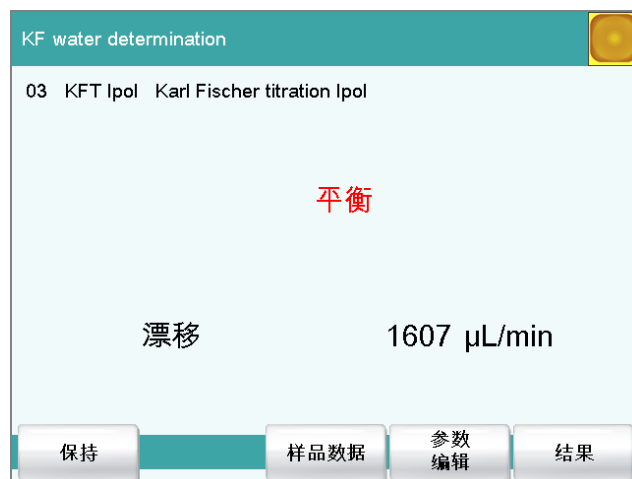 KF water determination
03 KFT Ipol Karl Fischer titration Ipol
平衡
漂移 1607 µL/min
保持 样品数据 参数 编辑 结果